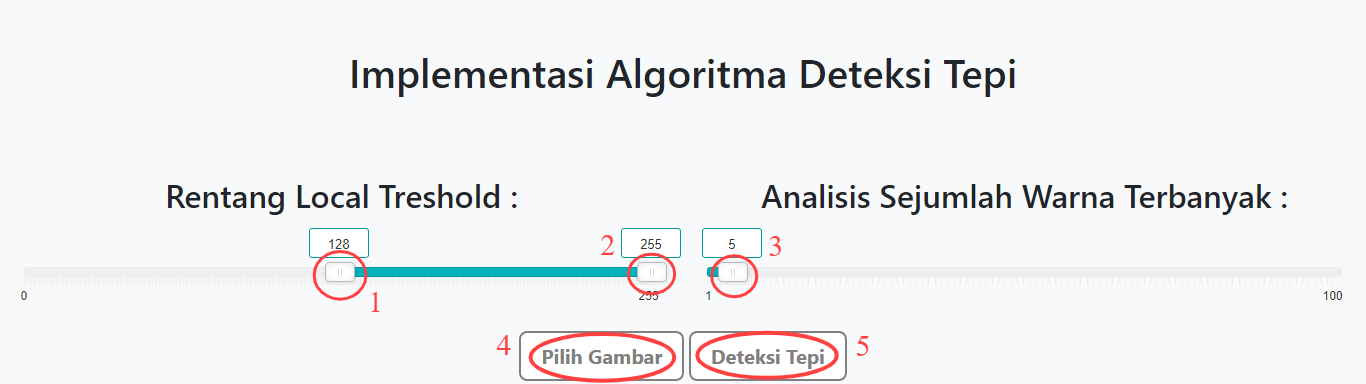 Implementasi Algoritma Deteksi Tepi
Rentang Local Treshold :
Analisis Sejumlah Warna Terbanyak :
128
2
255
5
3
0
1
255
1
100
4
Pilih Gambar
Deteksi Tepi
5